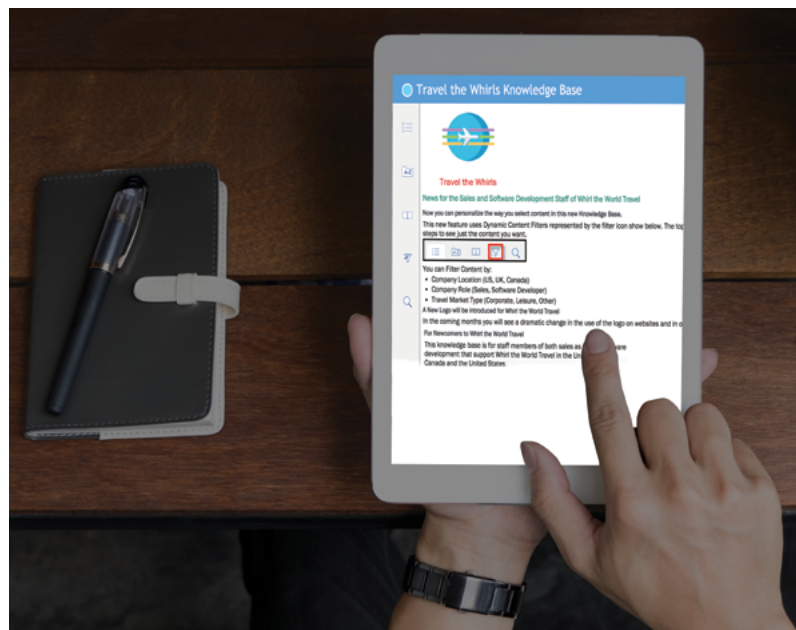 Travel the Whirls Knowledge Base
Travel the Whirls
News for the Sales and Software Development Staff of Whirl the World Travel
Now you can personalize the way you select content in this new Knowledge Base.
This new feature uses Dynamic Content Filters represented by the filter icon show below. The top
steps to see just the content you want.
You can Filter Content by:
• Company Location (US, UK, Canada)
• Company Role (Sales, Software Developer)
• Travel Market Type (Corporate, Leisure, Other)
A New Logo will be introduced for Whirl the World Travel
In the coming months you will see a dramatic change in the use of the logo on websites and in o
For Newcomers to Whirl the World Travel
This knowledge base is for staff members of both sales as ware
development that support Whirl the World Travel in the Un
Canada and the United States.